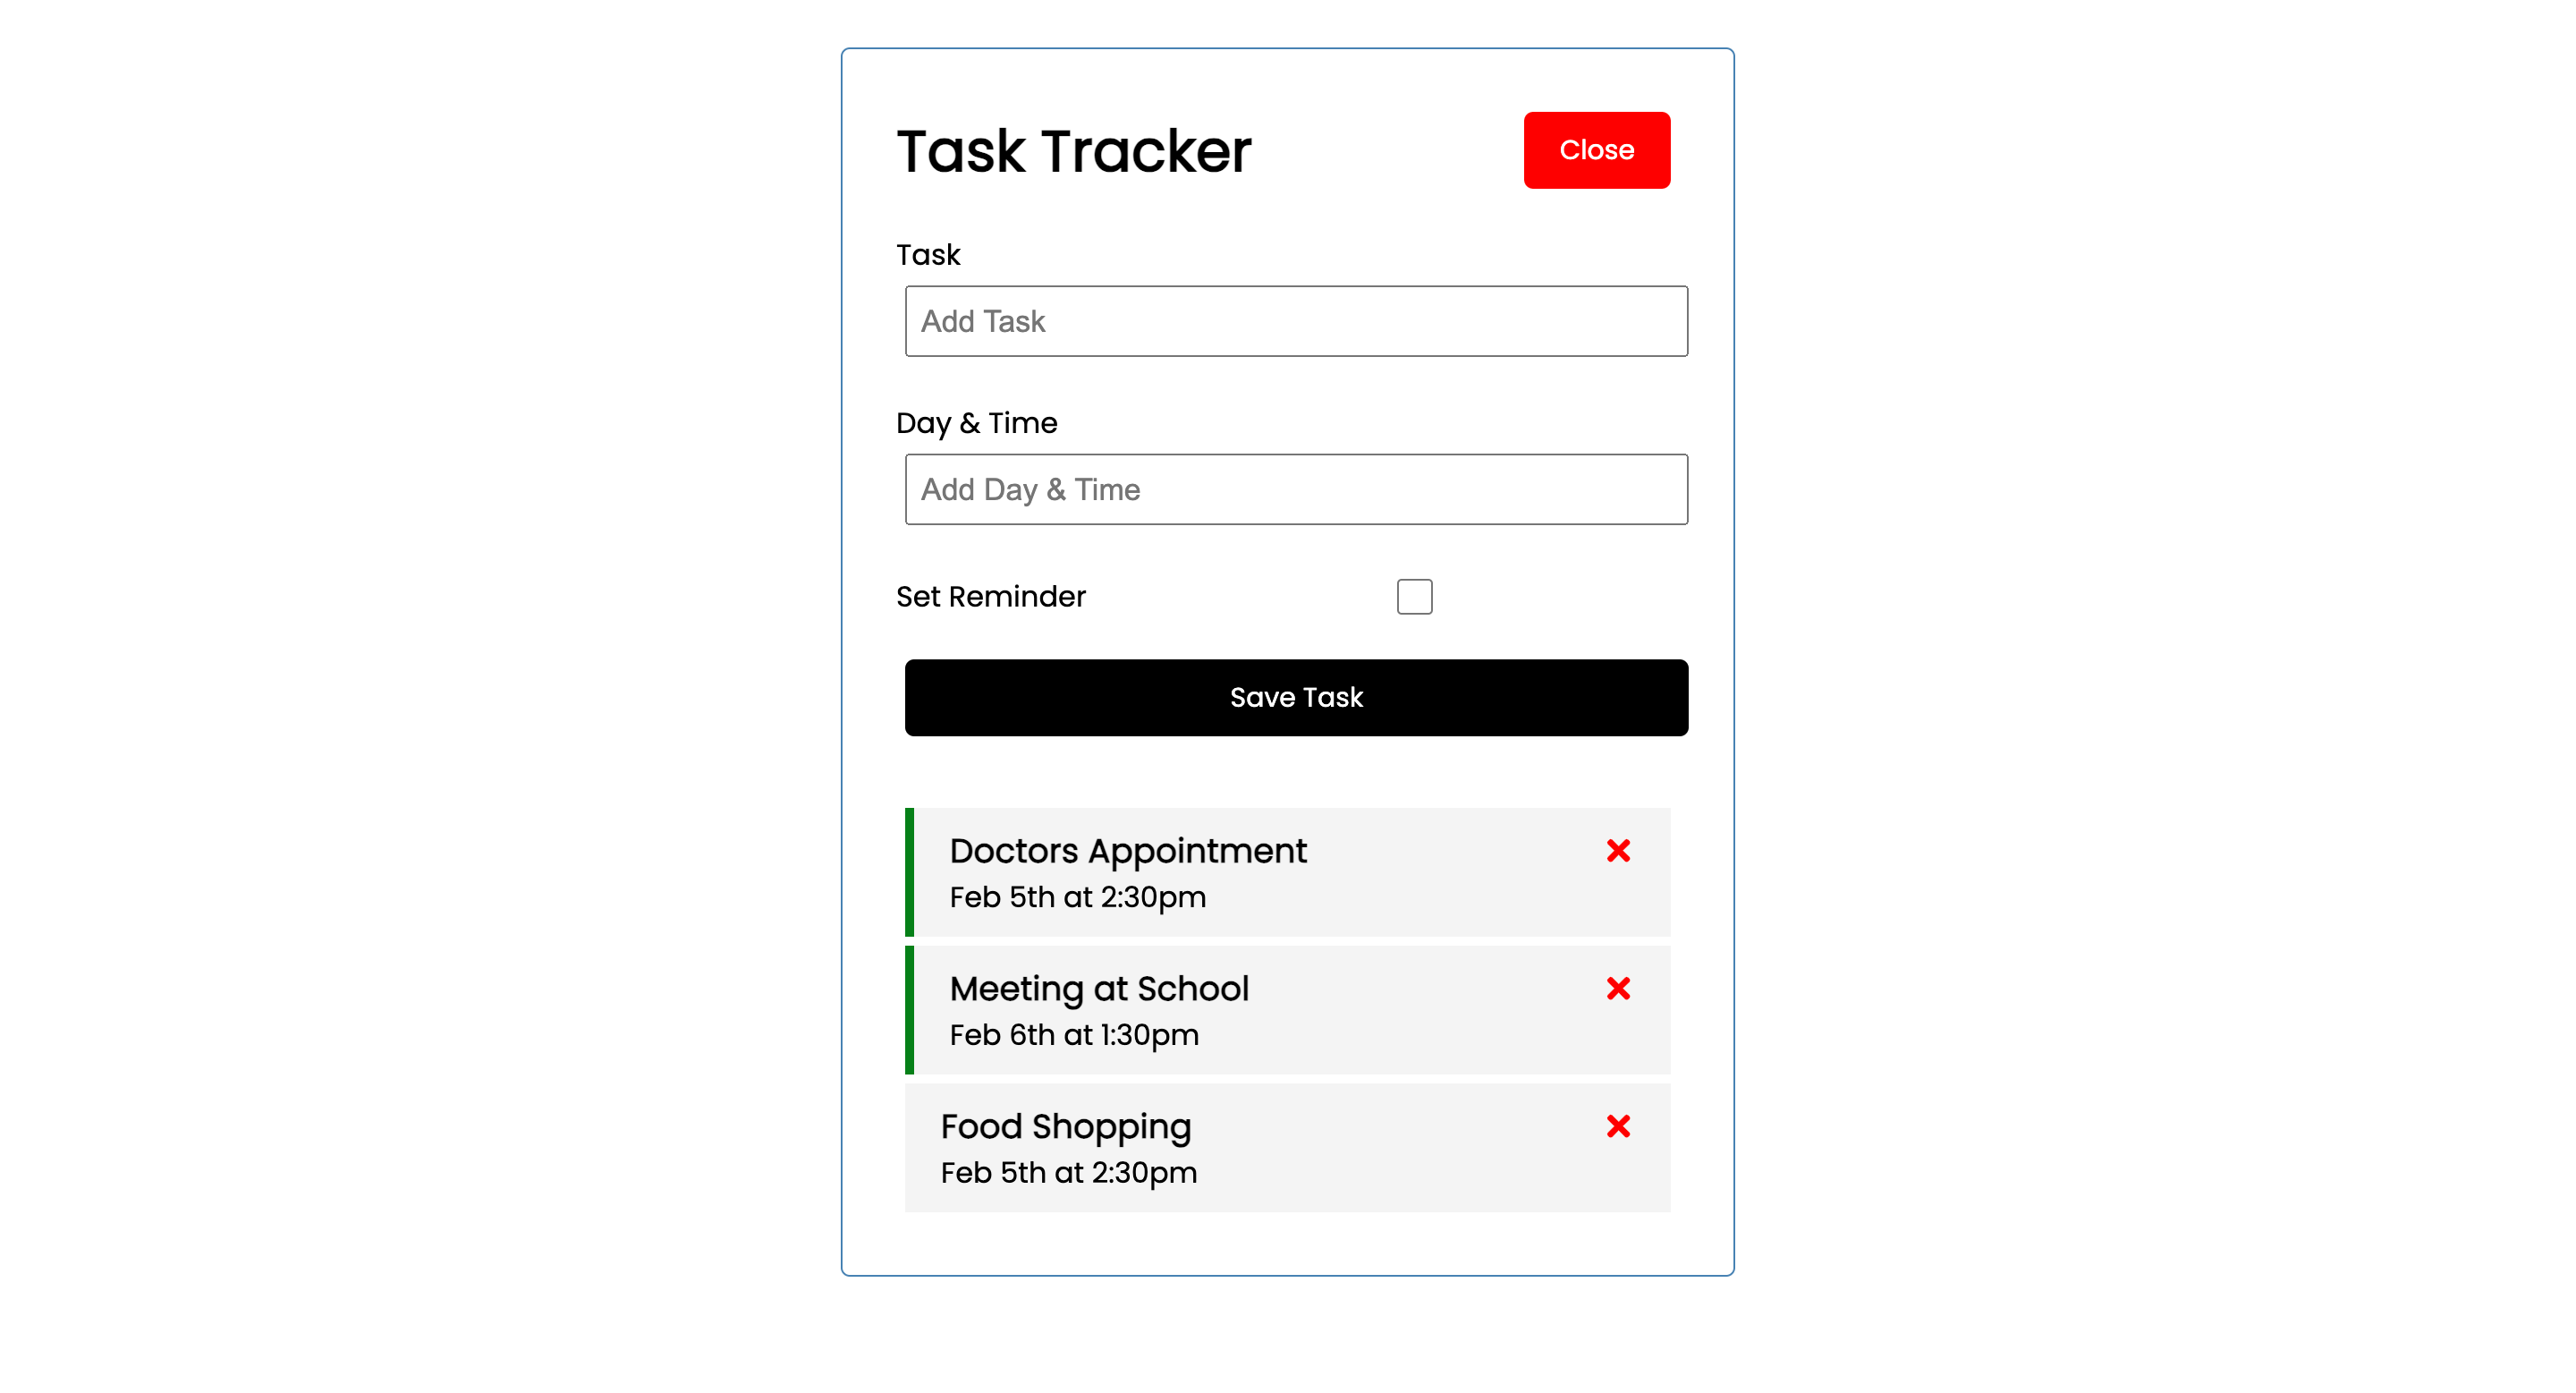 Task Tracker
Close
Task
Add Task
Day & Time
Add Day & Time
Set Reminder
Save Task
Doctors Appointment
Feb 5th at 2:30pm
Meeting at School
Feb 6th at 1:30pm
Food Shopping
Feb 5th at 2:30pm